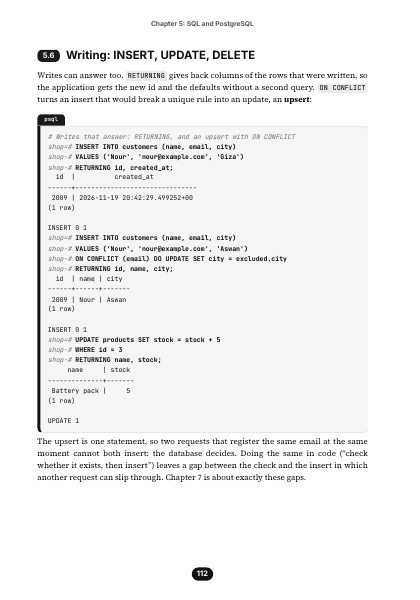 Chapter 5: SQL and PostgreSQL
5.6 Writing: INSERT, UPDATE, DELETE
Writes can answer too. RETURNING gives back columns of the rows that were written, so
the application gets the new id and the defaults without a second query. ON CONFLICT
turns an insert that would break a unique rule into an update, an upsert:
psql
# Writes that answer: RETURNING, and an upsert with ON CONFLICT
shop=# INSERT INTO customers (name, email, city)
shop-# VALUES ('Nour', 'nour@example.com', 'Giza')
shop-# RETURNING id, created_at;
  id  |          created_at
------+-------------------------------
 2009 | 2026-11-19 20:42:29.499252+00
(1 row)
INSERT 0 1
shop=# INSERT INTO customers (name, email, city)
shop-# VALUES ('Nour', 'nour@example.com', 'Aswan')
shop-# ON CONFLICT (email) DO UPDATE SET city = excluded.city
shop-# RETURNING id, name, city;
  id  | name | city
------+------+-------
 2009 | Nour | Aswan
(1 row)
INSERT 0 1
shop=# UPDATE products SET stock = stock + 5
shop-# WHERE id = 3
shop-# RETURNING name, stock;
     name     | stock
--------------+-------
 Battery pack |     5
(1 row)
UPDATE 1
The upsert is one statement, so two requests that register the same email at the same
moment cannot both insert: the database decides. Doing the same in code (“check
whether it exists, then insert”) leaves a gap between the check and the insert in which
another request can slip through. Chapter 7 is about exactly these gaps.
112